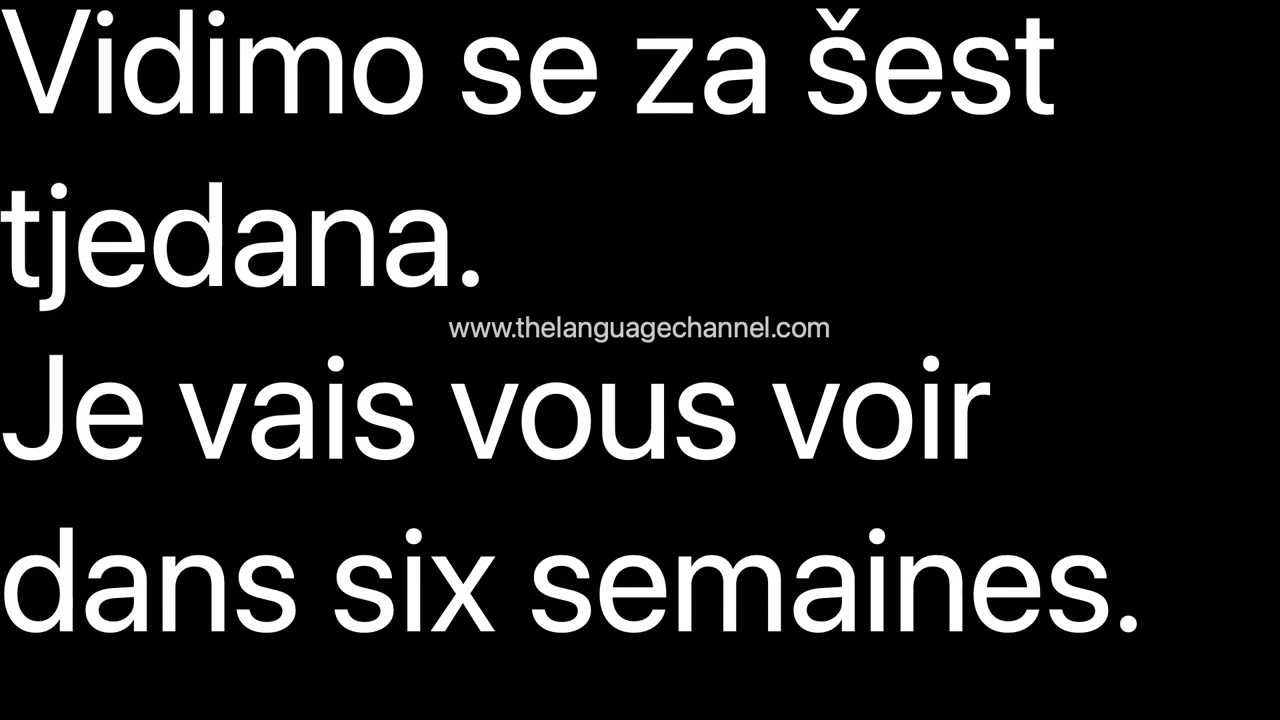 Vidimo se za šest
tjedana.
www.thelanguagechannel.com
Je vais vous voir
dans six semaines.